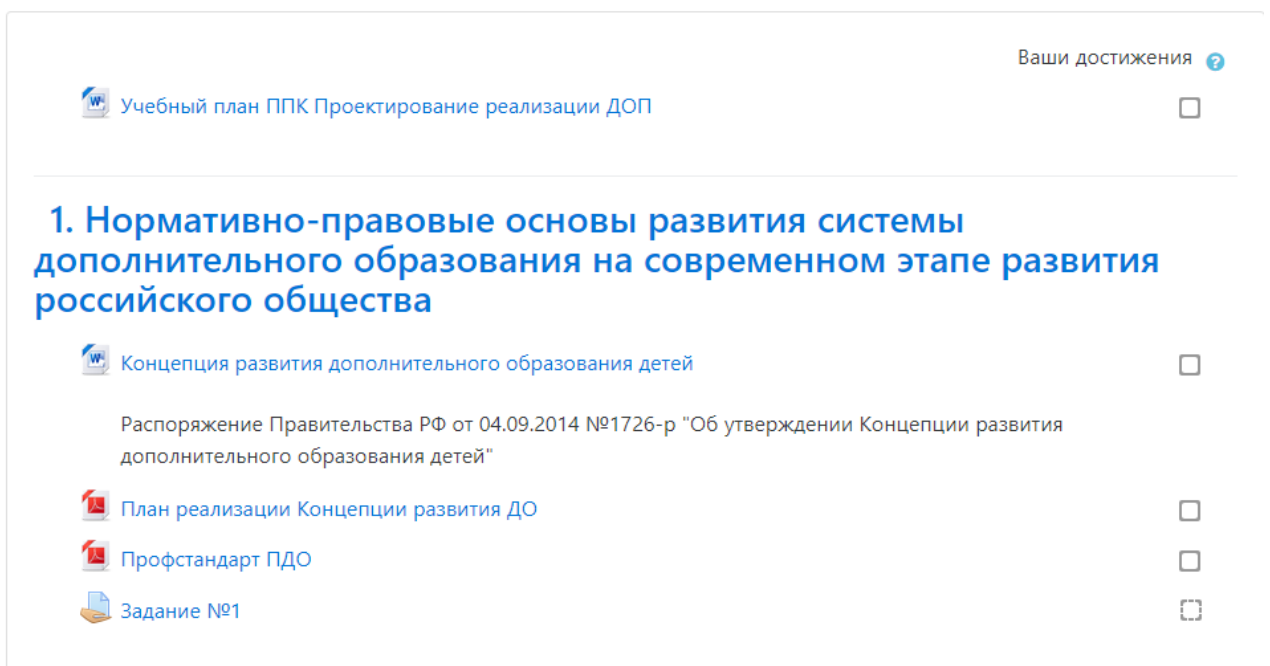 Ваши достижения
Учебный план ППК Проектирование реализации ДОП
1. Нормативно-правовые основы развития системы
дополнительного образования на современном этапе развития
российского общества
Концепция развития дополнительного образования детей
Распоряжение Правительства РФ от 04.09.2014 №1726-р "Об утверждении Концепции развития
дополнительного образования детей"
План реализации Концепции развития ДО
Профстандарт ПДО
Задание №1